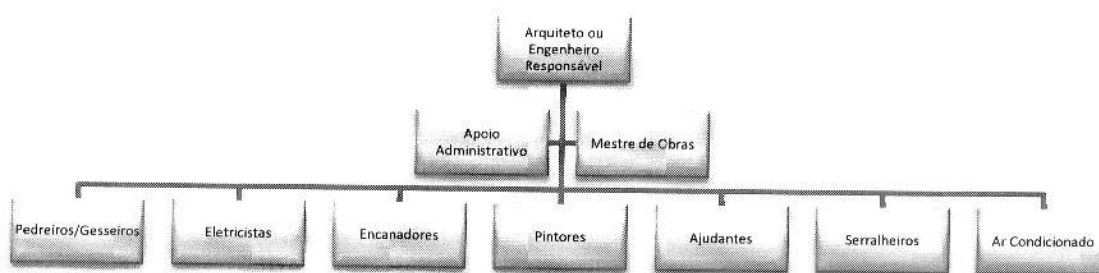 Arquiteto ou
Engenheiro
Responsável
Apoio
Administrativo
Mestre de Obras
Pedreiros/Gesseiros
Eletricistas
Encanadores
Pintores
Ajudantes
Serralheiros
Ar Condicionado